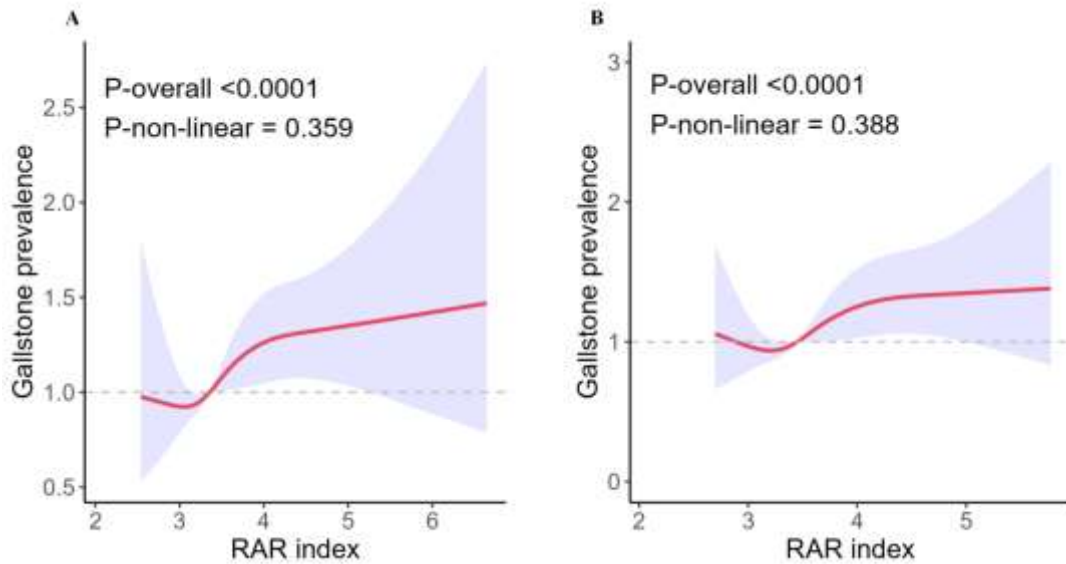 A
P-overall <0.0001
P-non-linear = 0.359
Gallstone prevalence
2.5
2.0
1.5
1.0
0.5
2 3 4 5 6
RAR index
B
P-overall <0.0001
P-non-linear = 0.388
Gallstone prevalence
3
2
1
0
2 3 4 5
RAR index